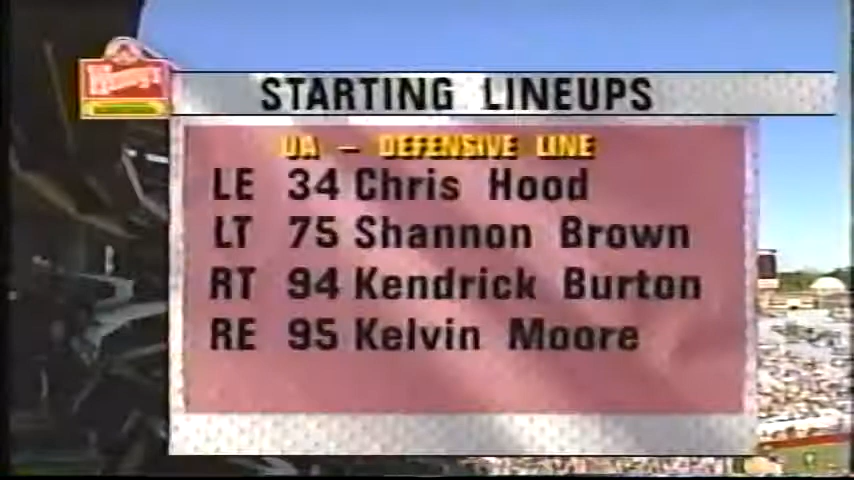 Wendy's
STARTING LINEUPS
UA - DEFENSIVE LINE
LE 34 Chris Hood
LT 75 Shannon Brown
RT 94 Kendrick Burton
RE 95 Kelvin Moore